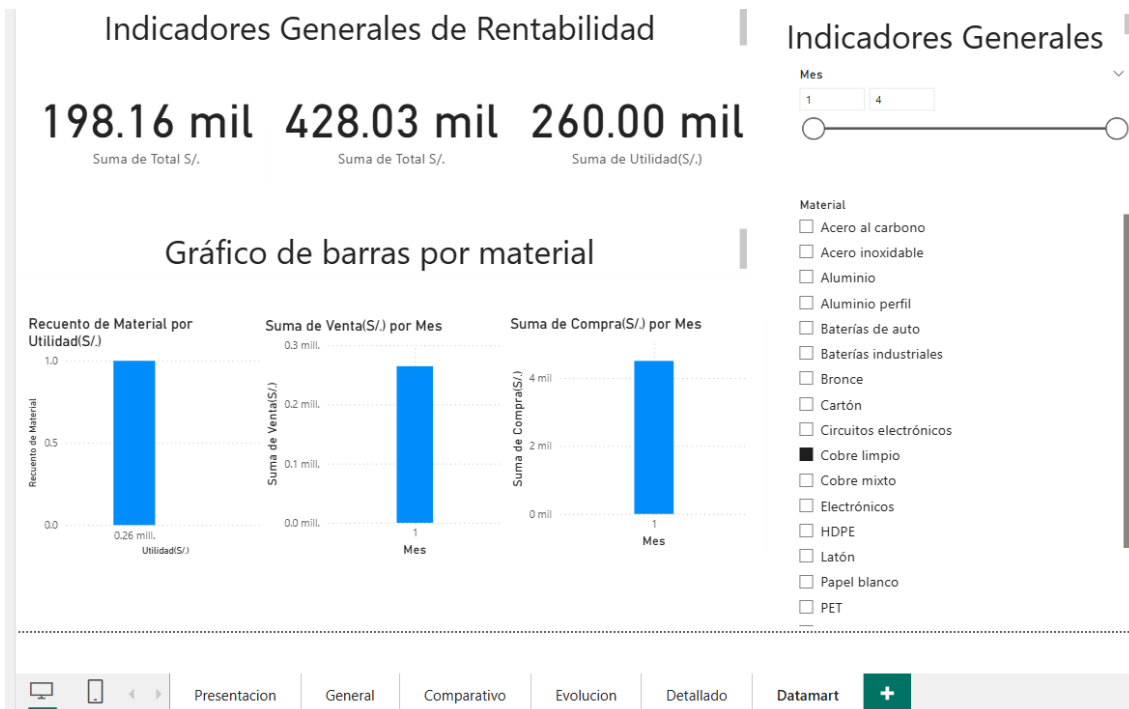 Indicadores Generales de Rentabilidad
198.16 mil
Suma de Total S/.
428.03 mil
Suma de Total S/.
260.00 mil
Suma de Utilidad(S/.)
Gráfico de barras por material
Recuento de Material por
Utilidad(S/.)
1.0
0.5
0.0
Recuento de Material
0.26 mill.
Utilidad(S/.)
Suma de Venta(S/.) por Mes
0.3 mill.
0.2 mill.
0.1 mill.
0.0 mill.
Suma de Venta(S/.)
1
Mes
Suma de Compra(S/.) por Mes
4 mil
2 mil
0 mil
Suma de Compra(S/.)
1
Mes
Indicadores Generales
Mes
1
4
Material
Acero al carbono
Acero inoxidable
Aluminio
Aluminio perfil
Baterías de auto
Baterías industriales
Bronce
Cartón
Circuitos electrónicos
Cobre limpio
Cobre mixto
Electrónicos
HDPE
Latón
Papel blanco
PET
Presentacion
General
Comparativo
Evolucion
Detallado
Datamart
+